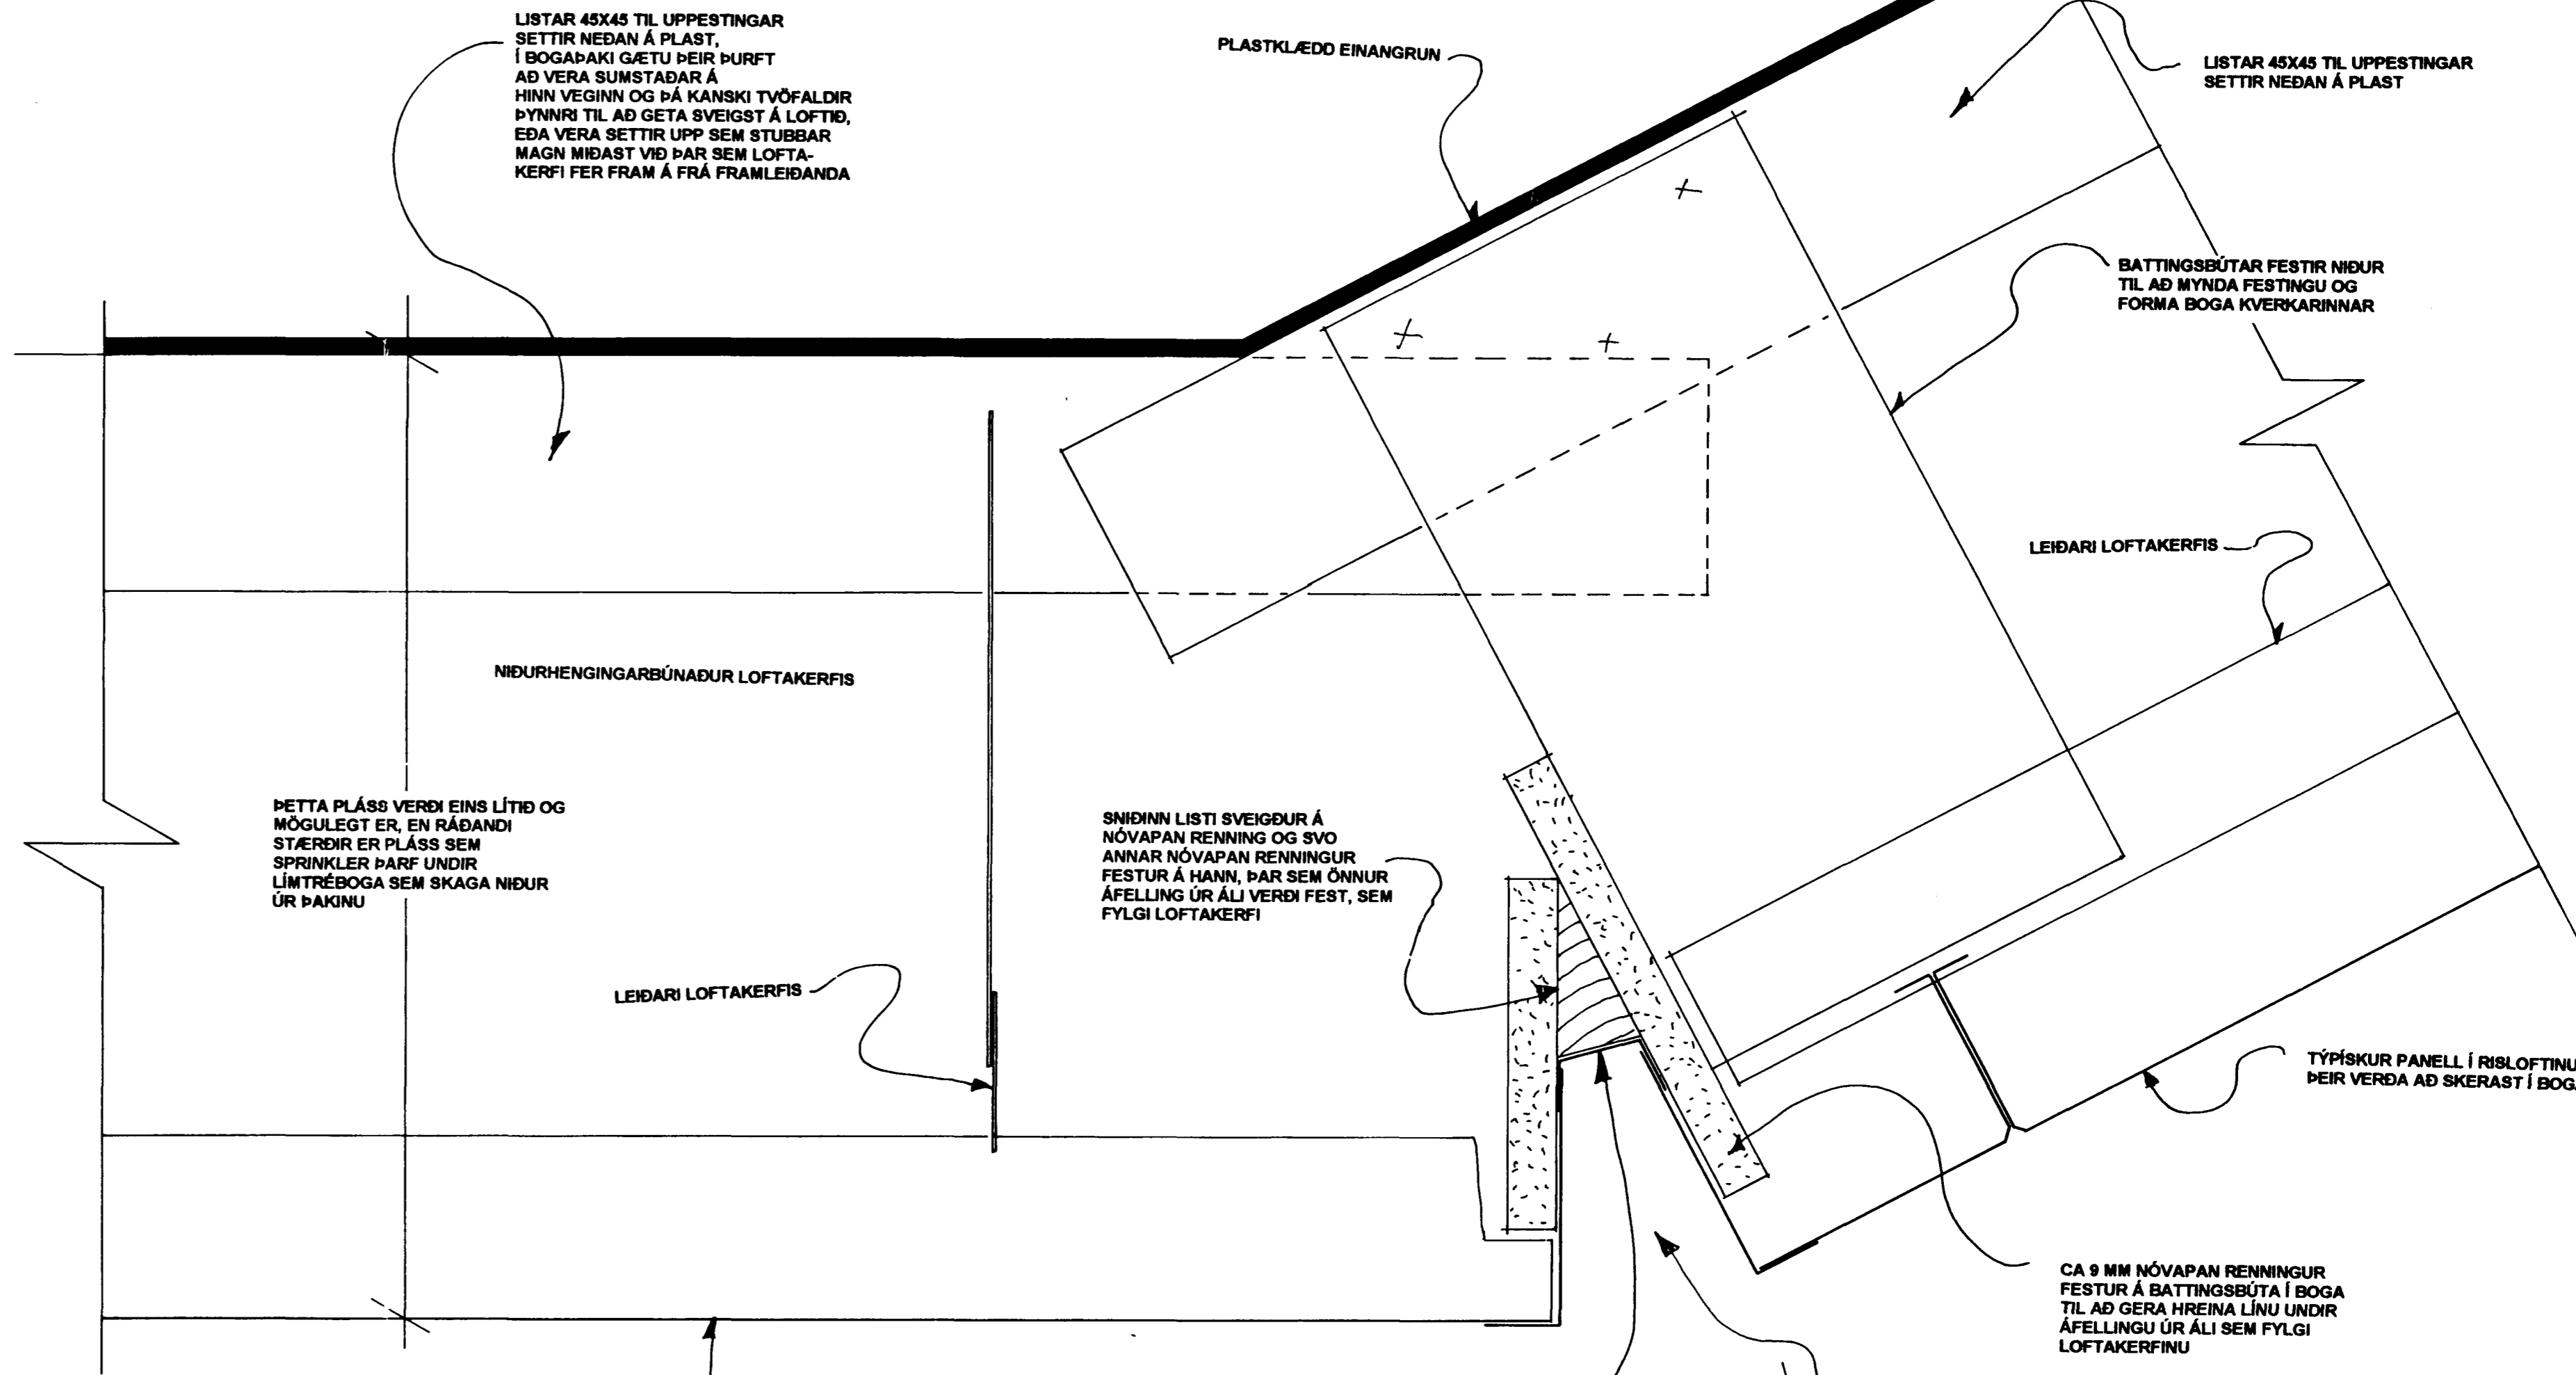 LISTAR 45X45 TIL UPPESTINGAR
SETTIR NEÐAN Á PLAST,
Í BOGAÞAKI GÆTU ÞEIR ÞURFT
AÐ VERA SUMSTAÐAR Á
HINN VEGINN OG ÞÁ KANSKI TVÖFALDIR
ÞYNNRI TIL AÐ GETA SVEIGST Á LOFTIÐ,
EÐA VERA SETTIR UPP SEM STUBBAR
MAGN MIÐAST VIÐ ÞAR SEM LOFTA-
KERFI FER FRAM Á FRÁ FRAMLEIÐANDA
PLASTKLÆDD EINANGRUN
LISTAR 45X45 TIL UPPESTINGAR
SETTIR NEÐAN Á PLAST
BATTINGSBÚTAR FESTIR NIÐUR
TIL AÐ MYNDA FESTINGU OG
FORMA BOGA KVERKARINNAR
LEIÐARI LOFTAKERFIS
NIÐURHENGINGARBÚNAÐUR LOFTAKERFIS
ÞETTA PLÁSS VERÐI EINS LÍTIÐ OG
MÖGULEGT ER, EN RÁÐANDI
STÆRÐIR ER PLÁSS SEM
SPRINKLER ÞARF UNDIR
LÍMTRÉBOGA SEM SKAGA NIÐUR
ÚR ÞAKINU
SNIÐINN LISTI SVEIGÐUR Á
NÓVAPAN RENNING OG SVO
ANNAR NÓVAPAN RENNINGUR
FESTUR Á HANN, ÞAR SEM ÖNNUR
ÁFELLING ÚR ÁLI VERÐI FEST, SEM
FYLGI LOFTAKERFI
LEIÐARI LOFTAKERFIS
TÝPÍSKUR PANELL Í RISLOFTINU
ÞEIR VERÐA AÐ SKERAST Í BOGA
CA 9 MM NÓVAPAN RENNINGUR
FESTUR Á BATTINGSBÚTA Í BOGA
TIL AÐ GERA HREINA LÍNU UNDIR
ÁFELLINGU ÚR ÁLI SEM FYLGI
LOFTAKERFINU